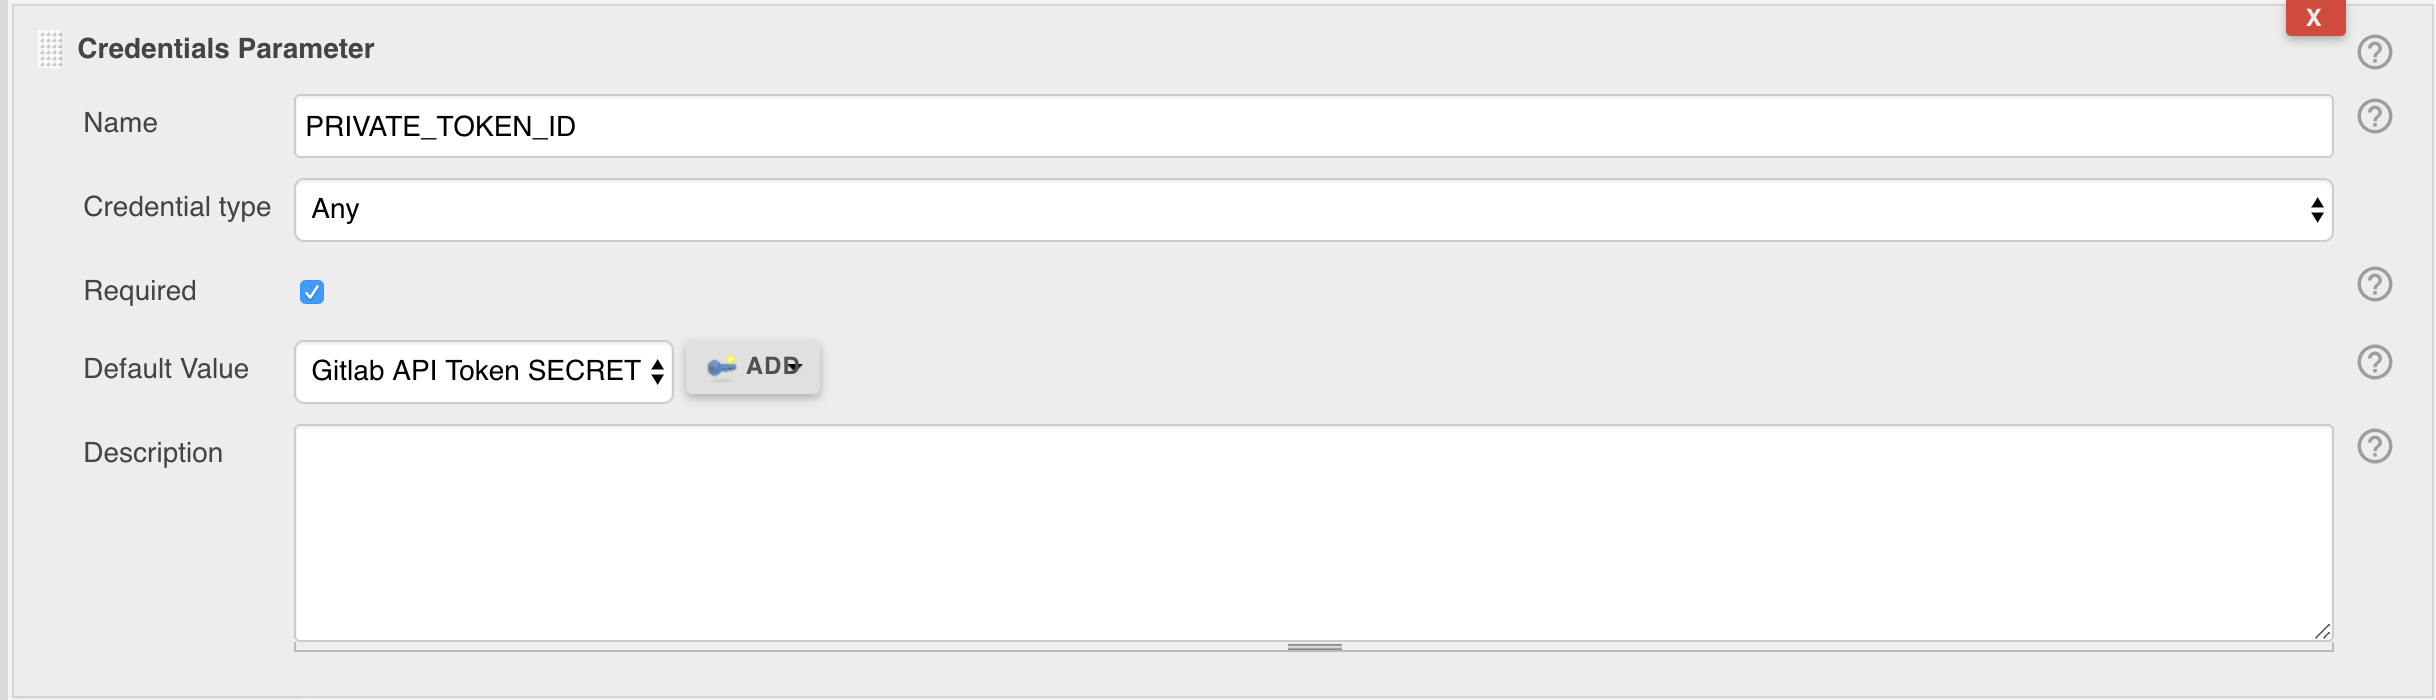 X
Credentials Parameter
?
Name
PRIVATE_TOKEN_ID
?
Credential type
Any
Required
?
Default Value
Gitlab API Token SECRET
ADD
?
Description
?